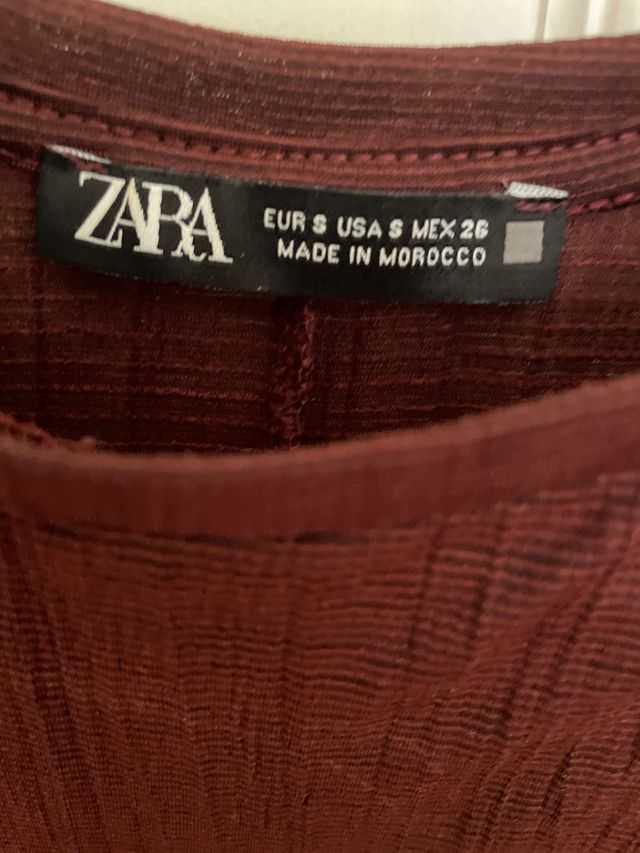 ZARA
EUR S USA S MEX 26
MADE IN MOROCCO